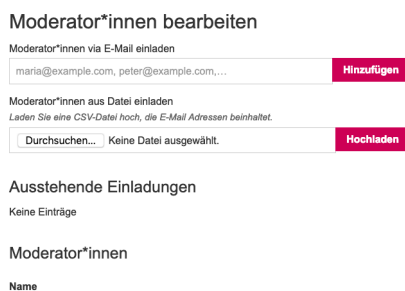 Moderator*innen bearbeiten
Moderator*innen via E-Mail einladen
maria@example.com, peter@example.com,... Hinzufügen
Moderator*innen aus Datei einladen
Laden Sie eine CSV-Datei hoch, die E-Mail Adressen beinhaltet.
Durchsuchen... Keine Datei ausgewählt. Hochladen
Ausstehende Einladungen
Keine Einträge
Moderator*innen
Name